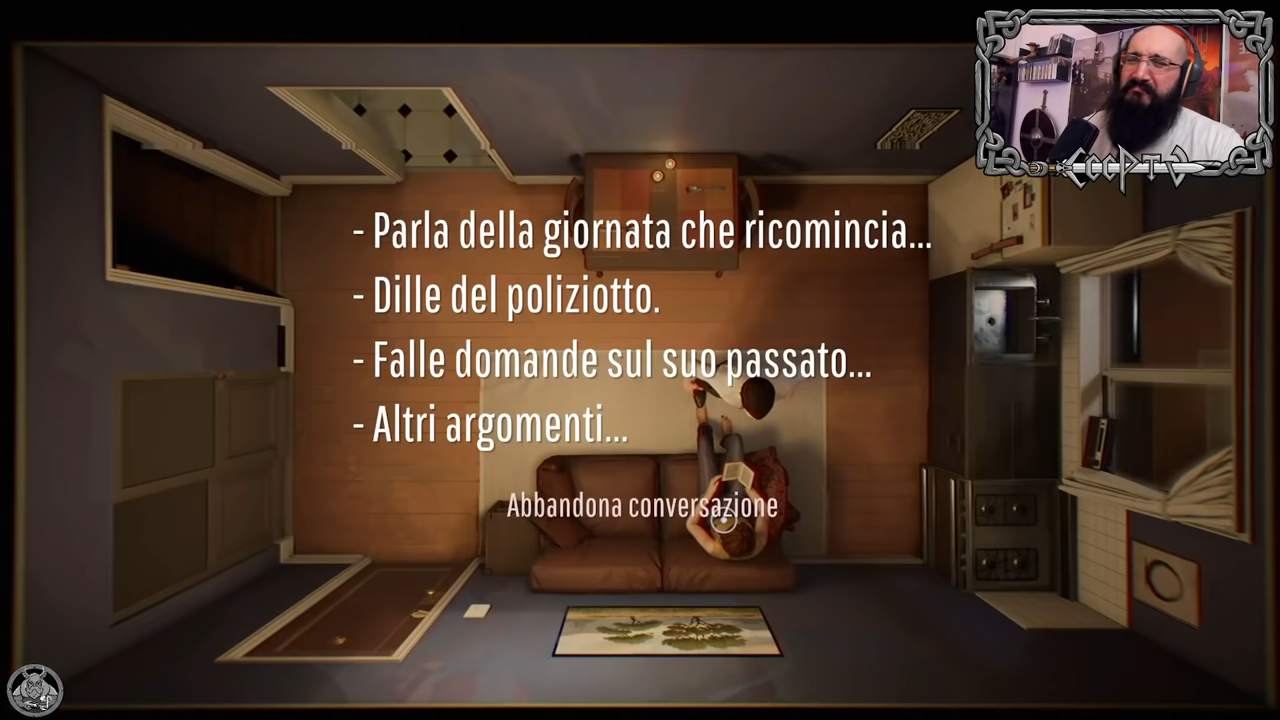 - Parla della giornata che ricomincia...
- Dille del poliziotto.
- Falle domande sul suo passato...
- Altri argomenti...
Abbandona conversazione